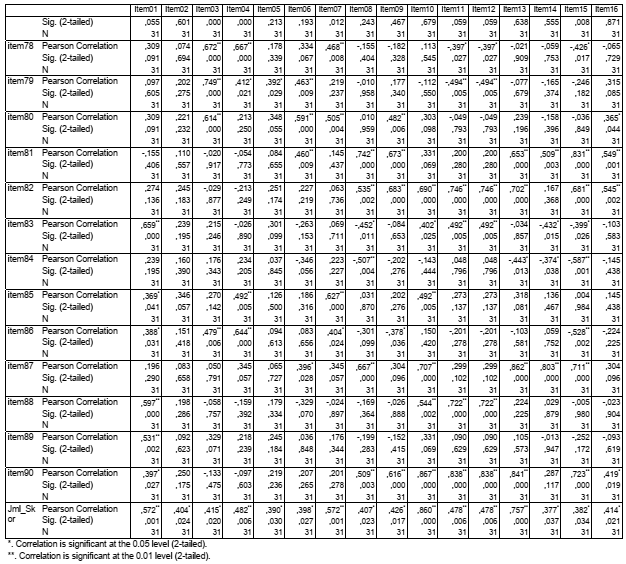 Item01 Item02 Item03 Item04 Item05 Item06 Item07 Item08 Item09 Item10 Item11 Item12 Item13 Item14 Item15 Item16
Sig. (2-tailed) ,055 ,601 ,000 ,000 ,213 ,193 ,012 ,243 ,467 ,679 ,059 ,059 ,638 ,555 ,008 ,871
N 31 31 31 31 31 31 31 31 31 31 31 31 31 31 31 31
item78 Pearson Correlation ,309 ,074 ,672** ,667** ,178 ,334 ,468** -,155 -,182 ,113 -,397* -,397* -,021 -,059 -,426* -,065
Sig. (2-tailed) ,091 ,694 ,000 ,000 ,339 ,067 ,008 ,404 ,328 ,545 ,027 ,027 ,909 ,753 ,017 ,729
N 31 31 31 31 31 31 31 31 31 31 31 31 31 31 31 31
item79 Pearson Correlation ,097 ,202 ,749** ,412* ,392* ,463** ,219 -,010 ,177 -,112 -,494** -,494** -,077 -,165 -,246 ,315
Sig. (2-tailed) ,605 ,275 ,000 ,021 ,029 ,009 ,237 ,958 ,340 ,550 ,005 ,005 ,679 ,374 ,182 ,085
N 31 31 31 31 31 31 31 31 31 31 31 31 31 31 31 31
item80 Pearson Correlation ,309 ,221 ,614** ,213 ,348 ,591** ,505** ,010 ,482** ,303 -,049 -,049 ,239 -,158 -,036 ,365*
Sig. (2-tailed) ,091 ,232 ,000 ,250 ,055 ,000 ,004 ,959 ,006 ,098 ,793 ,793 ,196 ,396 ,849 ,044
N 31 31 31 31 31 31 31 31 31 31 31 31 31 31 31 31
item81 Pearson Correlation -,155 ,110 -,020 -,054 ,084 ,460** ,145 ,742** ,673** ,331 ,200 ,200 ,653** ,509** ,831** ,549**
Sig. (2-tailed) ,406 ,557 ,917 ,773 ,655 ,009 ,437 ,000 ,000 ,069 ,280 ,280 ,000 ,003 ,000 ,001
N 31 31 31 31 31 31 31 31 31 31 31 31 31 31 31 31
item82 Pearson Correlation ,274 ,245 -,029 -,213 ,251 ,227 ,063 ,535** ,683** ,690** ,746** ,746** ,702** ,167 ,681** ,545**
Sig. (2-tailed) ,136 ,183 ,877 ,249 ,174 ,219 ,736 ,002 ,000 ,000 ,000 ,000 ,000 ,368 ,000 ,002
N 31 31 31 31 31 31 31 31 31 31 31 31 31 31 31 31
item83 Pearson Correlation ,659** ,239 ,215 -,026 ,301 -,263 ,069 -,452* -,084 ,402* ,492** ,492** -,034 -,432* -,399* -,103
Sig. (2-tailed) ,000 ,195 ,246 ,890 ,099 ,153 ,711 ,011 ,653 ,025 ,005 ,005 ,857 ,015 ,026 ,583
N 31 31 31 31 31 31 31 31 31 31 31 31 31 31 31 31
item84 Pearson Correlation ,239 ,160 ,176 ,234 ,037 -,346 ,223 -,507** -,202 -,143 ,048 ,048 -,443* -,374* -,587** -,145
Sig. (2-tailed) ,195 ,390 ,343 ,205 ,845 ,056 ,227 ,004 ,276 ,444 ,796 ,796 ,013 ,038 ,001 ,438
N 31 31 31 31 31 31 31 31 31 31 31 31 31 31 31 31
item85 Pearson Correlation ,369* ,346 ,270 ,492** ,126 ,186 ,627** ,031 ,202 ,492** ,273 ,273 ,318 ,136 ,004 ,145
Sig. (2-tailed) ,041 ,057 ,142 ,005 ,500 ,316 ,000 ,870 ,276 ,005 ,137 ,137 ,081 ,467 ,984 ,438
N 31 31 31 31 31 31 31 31 31 31 31 31 31 31 31 31
item86 Pearson Correlation ,388* ,151 ,479** ,644** ,094 ,083 ,404* -,301 -,378* ,150 -,201 -,201 -,103 ,059 -,528** -,224
Sig. (2-tailed) ,031 ,418 ,006 ,000 ,613 ,656 ,024 ,099 ,036 ,420 ,278 ,278 ,581 ,752 ,002 ,225
N 31 31 31 31 31 31 31 31 31 31 31 31 31 31 31 31
item87 Pearson Correlation ,196 ,083 ,050 ,345 ,065 ,396* ,345 ,667** ,304 ,707** ,299 ,299 ,862** ,803** ,711** ,304
Sig. (2-tailed) ,290 ,658 ,791 ,057 ,727 ,028 ,057 ,000 ,096 ,000 ,102 ,102 ,000 ,000 ,000 ,096
N 31 31 31 31 31 31 31 31 31 31 31 31 31 31 31 31
item88 Pearson Correlation ,597** ,198 -,058 -,159 ,179 -,329 -,024 ,169 -,026 ,544** ,722** ,722** ,224 ,029 -,005 -,023
Sig. (2-tailed) ,000 ,286 ,757 ,392 ,334 ,070 ,897 ,364 ,888 ,002 ,000 ,000 ,225 ,879 ,980 ,904
N 31 31 31 31 31 31 31 31 31 31 31 31 31 31 31 31
item89 Pearson Correlation ,531** ,092 ,329 ,218 ,245 ,036 ,176 -,199 -,152 ,331 ,090 ,090 ,105 -,013 -,252 -,093
Sig. (2-tailed) ,002 ,623 ,071 ,239 ,184 ,848 ,344 ,283 ,415 ,069 ,629 ,629 ,573 ,947 ,172 ,619
N 31 31 31 31 31 31 31 31 31 31 31 31 31 31 31 31
item90 Pearson Correlation ,397* ,250 -,133 -,097 ,219 ,207 ,201 ,509** ,616** ,867** ,838** ,838** ,841** ,287 ,723** ,419*
Sig. (2-tailed) ,027 ,175 ,475 ,603 ,236 ,265 ,278 ,003 ,000 ,000 ,000 ,000 ,000 ,117 ,000 ,019
N 31 31 31 31 31 31 31 31 31 31 31 31 31 31 31 31
Jml_Sk Pearson Correlation ,572** ,404* ,415* ,482** ,390* ,398* ,572** ,407* ,426* ,860** ,478** ,478** ,757** ,377* ,382* ,414*
or Sig. (2-tailed) ,001 ,024 ,020 ,006 ,030 ,027 ,001 ,023 ,017 ,000 ,006 ,006 ,000 ,037 ,034 ,021
N 31 31 31 31 31 31 31 31 31 31 31 31 31 31 31 31
*. Correlation is significant at the 0.05 level (2-tailed).
**. Correlation is significant at the 0.01 level (2-tailed).